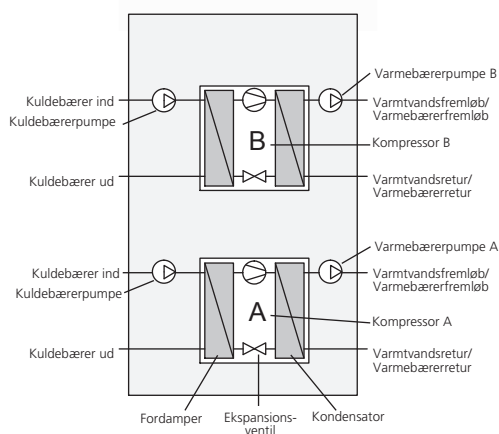 Varmebærerpumpe B
Kuldebærer ind
Kuldebærerpumpe
Varmtvandsfremløb/
Varmebærerfremløb
B
Kompressor B
Kuldebærer ud
Varmtvandsretur/
Varmebærerretur
Varmebærerpumpe A
Kuldebærer ind
Kuldebærerpumpe
Varmtvandsfremløb/
Varmebærerfremløb
A
Kompressor A
Kuldebærer ud
Varmtvandsretur/
Varmebærerretur
Fordamper
Ekspansions-
ventil
Kondensator